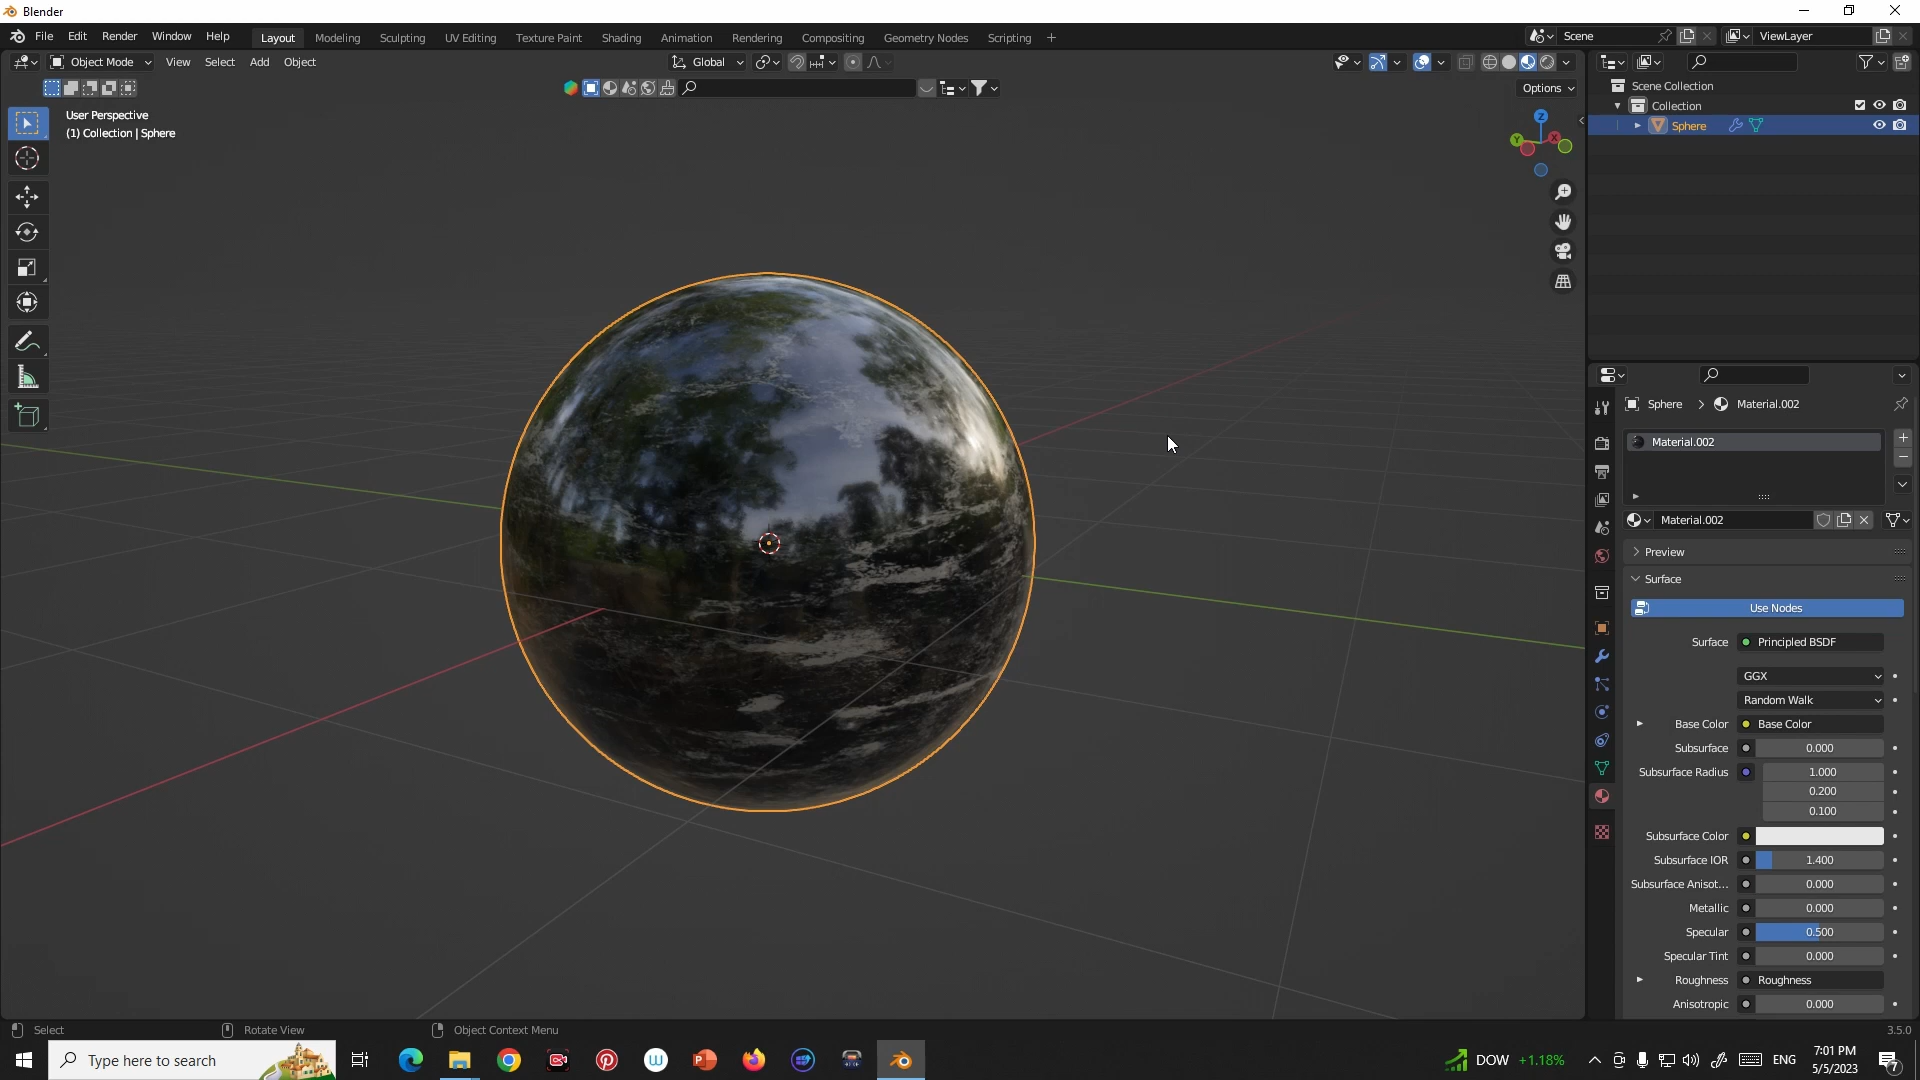 Blender
File Edit Render Window Help
Layout Modeling Sculpting UV Editing Texture Paint Shading Animation Rendering Compositing Geometry Nodes Scripting +
Scene
ViewLayer
Object Mode View Select Add Object
Global
Options
User Perspective
(1) Collection | Sphere
Z
Y
X
Scene Collection
Collection
Sphere
Sphere > Material.002
Material.002
Material.002
Preview
Surface
Use Nodes
Surface Principled BSDF
GGX
Random Walk
Base Color Base Color
Subsurface 0.000
Subsurface Radius 1.000
0.200
0.100
Subsurface Color
Subsurface IOR 1.400
Subsurface Anisot... 0.000
Metallic 0.000
Specular 0.500
Specular Tint 0.000
Roughness Roughness
Anisotropic 0.000
Select Rotate View Object Context Menu
3.5.0
Type here to search
DOW +1.18%
ENG
7:01 PM
5/5/2023
7